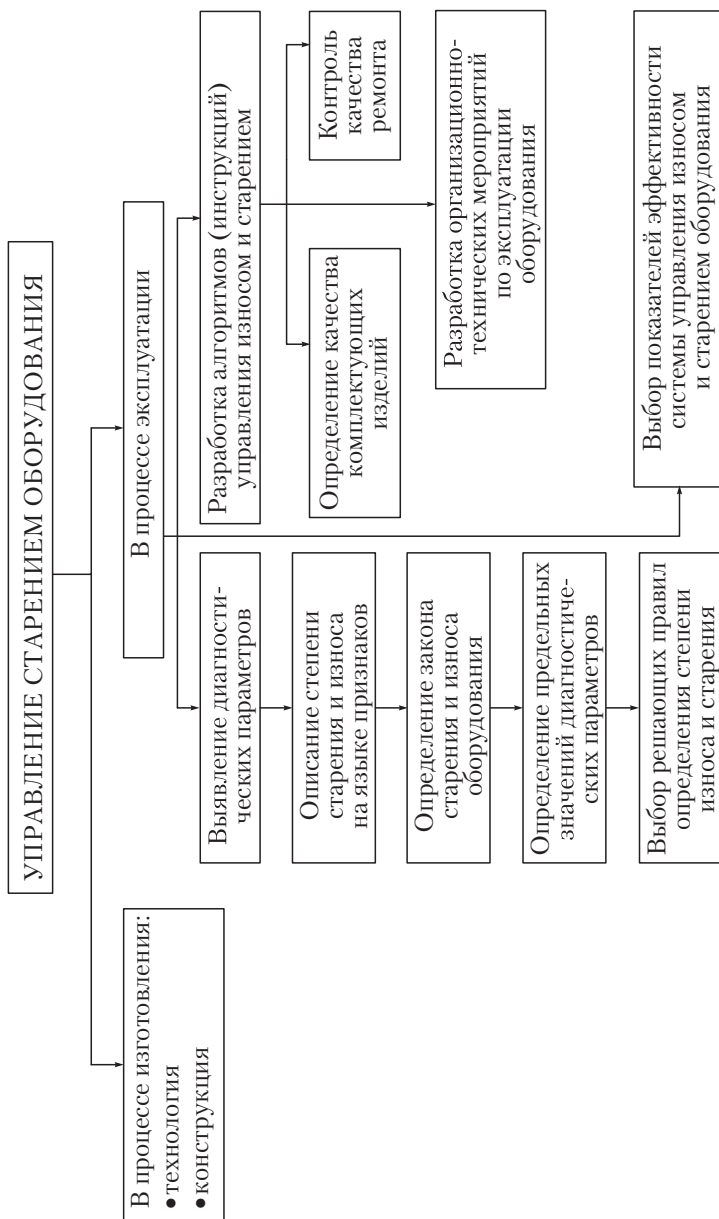 УПРАВЛЕНИЕ СТАРЕНИЕМ ОБОРУДОВАНИЯ
В процессе изготовления:
•технология
•конструкция
В процессе эксплуатации
Выявление диагности-
ческих параметров
Описание степени
старения и износа
на языке признаков
Определение закона
старения и износа
оборудования
Определение предельных
значений диагностиче-
ских параметров
Выбор решающих правил
определения степени
износа и старения
Разработка алгоритмов (инструкций)
управления износом и старением
Определение качества
комплектующих
изделий
Контроль
качества
ремонта
Разработка организационно-
технических мероприятий
по эксплуатации
оборудования
Выбор показателей эффективности
системы управления износом
и старением оборудования